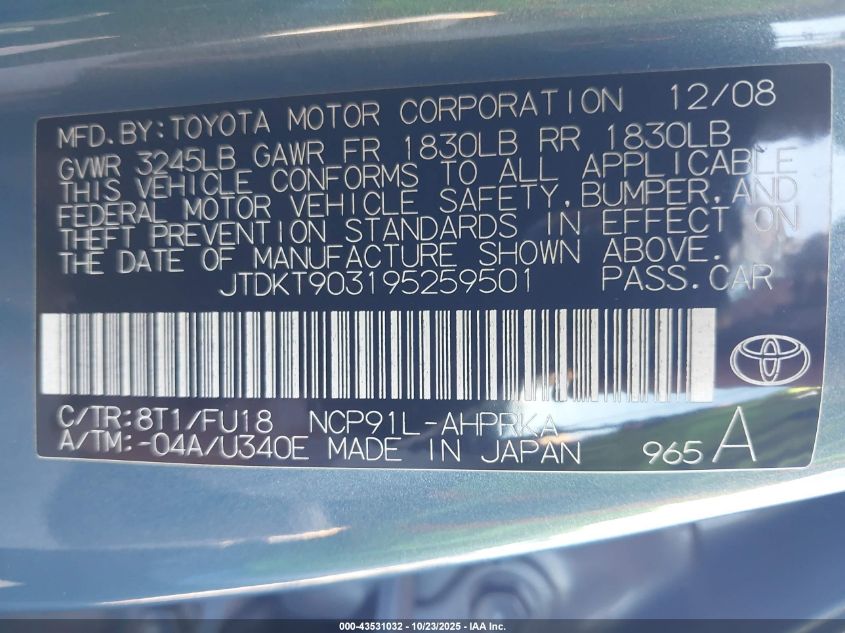 MFD.BY:TOYOTA MOTOR CORPORATION 12/08
GVWR 3245LB GAWR FR 1830LB RR 1830LB
THIS VEHICLE CONFORMS TO ALL APPLICABLE
FEDERAL MOTOR VEHICLE SAFETY,BUMPER,AND
THEFT PREVENTION STANDARDS IN EFFECT ON
THE DATE OF MANUFACTURE SHOWN ABOVE.
JTDKT903195259501 PASS.CAR
C/TR:8T1/FU18 NCP91L-AHPRKA
A/TM:-04A/U340E MADE IN JAPAN 965 A
000-43531032 - 10/23/2025 - IAA Inc.